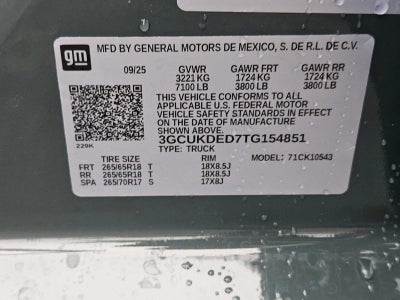 gm
MFD BY GENERAL MOTORS DE MEXICO, S. DE R.L. DE C.V.
09/25 GVWR GAWR FRT GAWR RR
3221 KG 1724 KG 1724 KG
7100 LB 3800 LB 3800 LB
THIS VEHICLE CONFORMS TO ALL
APPLICABLE U.S. FEDERAL MOTOR
VEHICLE SAFETY STANDARDS IN EFFECT
ON THE DATE OF MANUFACTURE SHOWN ABOVE.
229K 3GCUKDED7TG154851
TYPE: TRUCK
TIRE SIZE RIM MODEL: 71CK10543
FRT 265/65R18 T 18X8.5J
RR 265/65R18 T 18X8.5J
SPA 265/70R17 S 17X8J